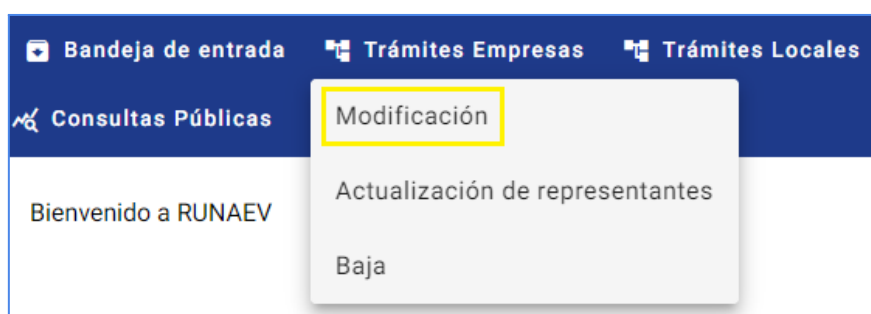 Bandeja de entrada Trámites Empresas Trámites Locales
Consultas Públicas
Modificación
Actualización de representantes
Baja
Bienvenido a RUNAEV